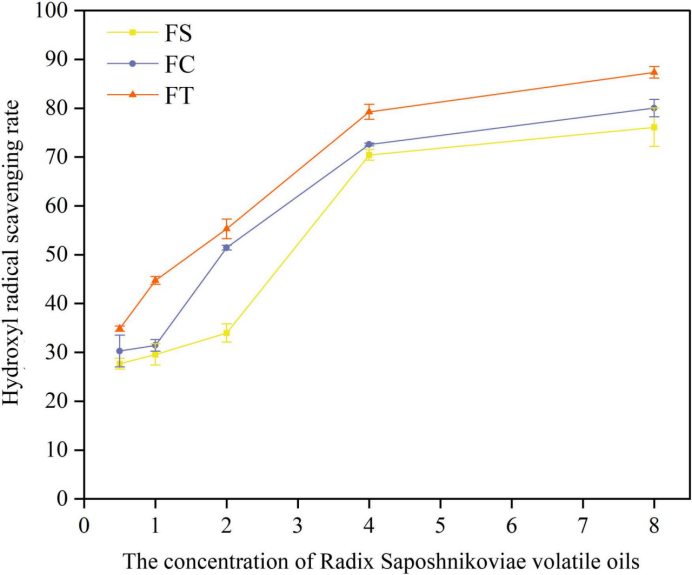 100
90
80
70
60
50
40
30
20
10
0
Hydroxyl radical scavenging rate
FS
FC
FT
0 1 2 3 4 5 6 7 8
The concentration of Radix Saposhnikoviae volatile oils